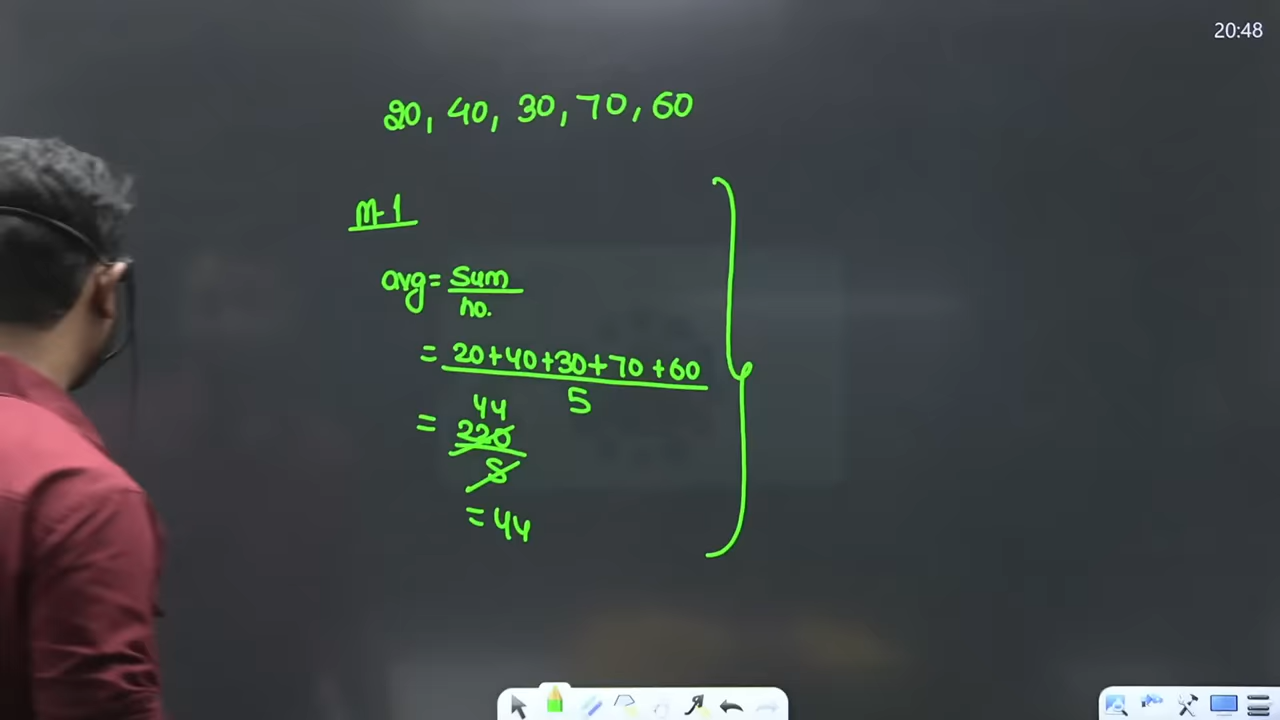 20:48
20, 40, 30, 70, 60
M-1
avg = Sum
no.
= 20+40+30+70+60
5
44
= 220
5
= 44